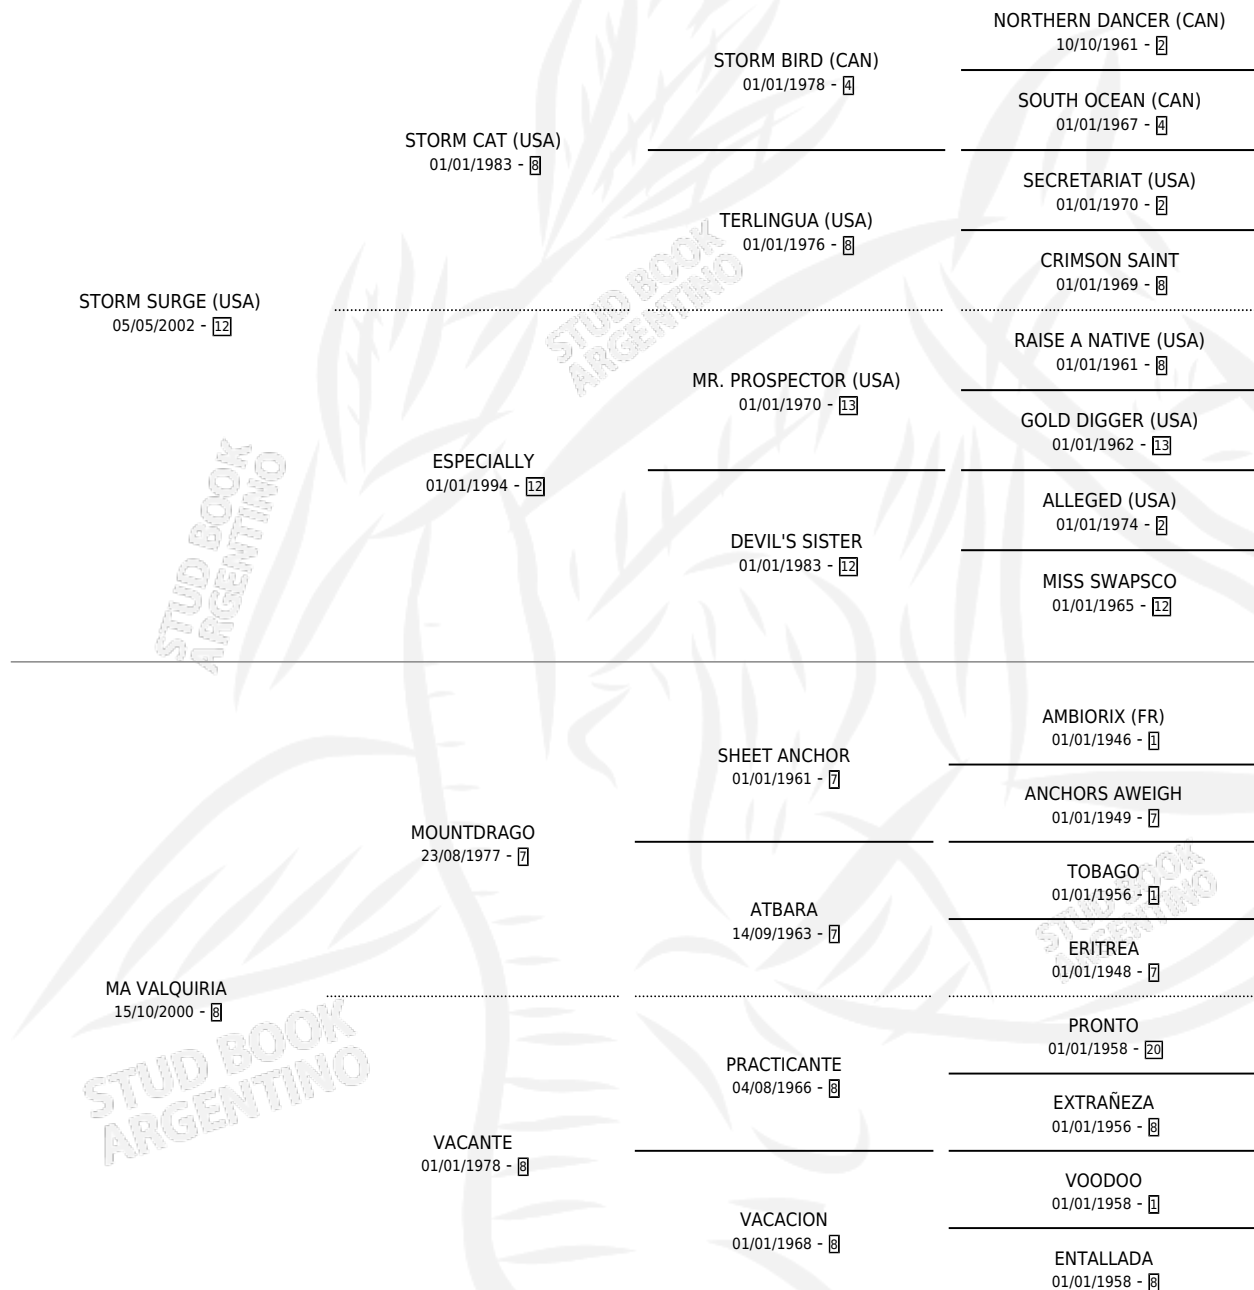 NORTHERN DANCER (CAN)
10/10/1961 - 2
STORM BIRD (CAN)
01/01/1978 - 4
SOUTH OCEAN (CAN)
01/01/1967 - 4
STORM CAT (USA)
01/01/1983 - 8
SECRETARIAT (USA)
01/01/1970 - 2
TERLINGUA (USA)
01/01/1976 - 8
CRIMSON SAINT
01/01/1969 - 8
STORM SURGE (USA)
05/05/2002 - 12
STUD BOOK
ARGENTINO
RAISE A NATIVE (USA)
01/01/1961 - 8
MR. PROSPECTOR (USA)
01/01/1970 - 13
GOLD DIGGER (USA)
01/01/1962 - 13
ESPECIALLY
01/01/1994 - 12
ALLEGED (USA)
01/01/1974 - 2
DEVIL'S SISTER
01/01/1983 - 12
MISS SWAPSCO
01/01/1965 - 12
STUD BOOK
ARGENTINO
AMBIORIX (FR)
01/01/1946 - 1
SHEET ANCHOR
01/01/1961 - 7
ANCHORS AWEIGH
01/01/1949 - 7
MOUNTDRAGO
23/08/1977 - 7
TOBAGO
01/01/1956 - 1
ATBARA
14/09/1963 - 7
ERITREA
01/01/1948 - 7
STUD BOOK
ARGENTINO
MA VALQUIRIA
15/10/2000 - 8
PRONTO
01/01/1958 - 20
PRACTICANTE
04/08/1966 - 8
EXTRAÑEZA
01/01/1956 - 8
STUD BOOK
ARGENTINO
VACANTE
01/01/1978 - 8
VOODOO
01/01/1958 - 1
VACACION
01/01/1968 - 8
ENTALLADA
01/01/1958 - 8